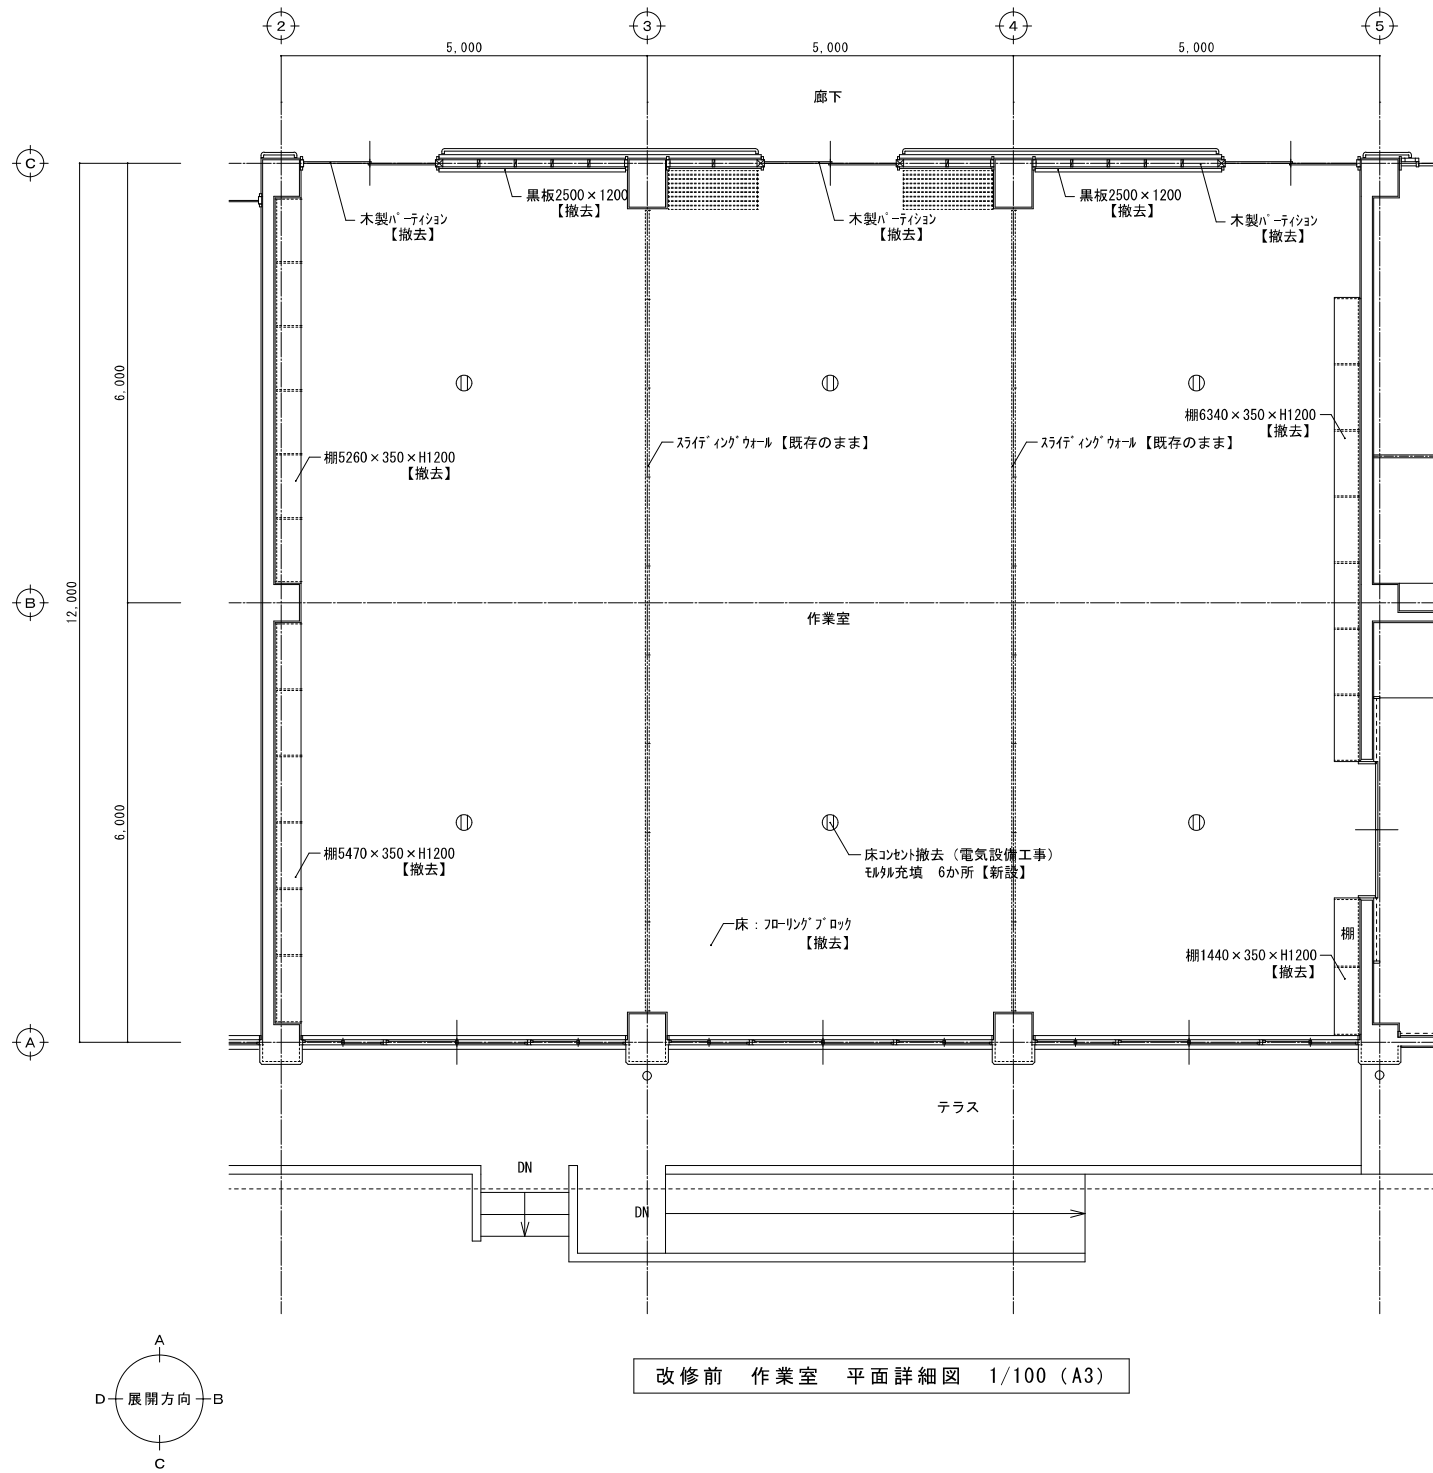 2
3
4
5
5,000
5,000
5,000
廊下
C
黒板2500×1200
【撤去】
黒板2500×1200
【撤去】
木製パーティション
【撤去】
木製パーティション
【撤去】
木製パーティション
【撤去】
6,000
棚6340×350×H1200
【撤去】
スライディングウォール【既存のまま】
スライディングウォール【既存のまま】
棚5260×350×H1200
【撤去】
12,000
B
作業室
6,000
棚5470×350×H1200
【撤去】
床コンセント撤去（電気設備工事）
モルタル充填　6か所【新設】
床：フローリングブロック
【撤去】
棚
棚1440×350×H1200
【撤去】
A
テラス
DN
DN
A
D 展開方向 B
C
改修前　作業室　平面詳細図　1/100（A3）